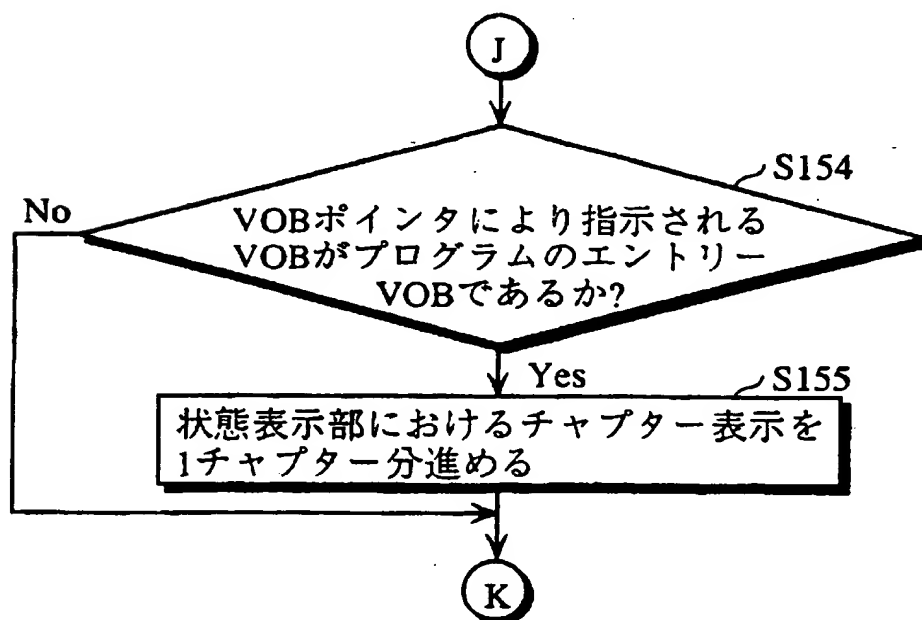 J
S154
No
VOBポインタにより指示される
VOBがプログラムのエントリー
VOBであるか?
Yes
S155
状態表示部におけるチャプター表示を
1チャプター分進める
K